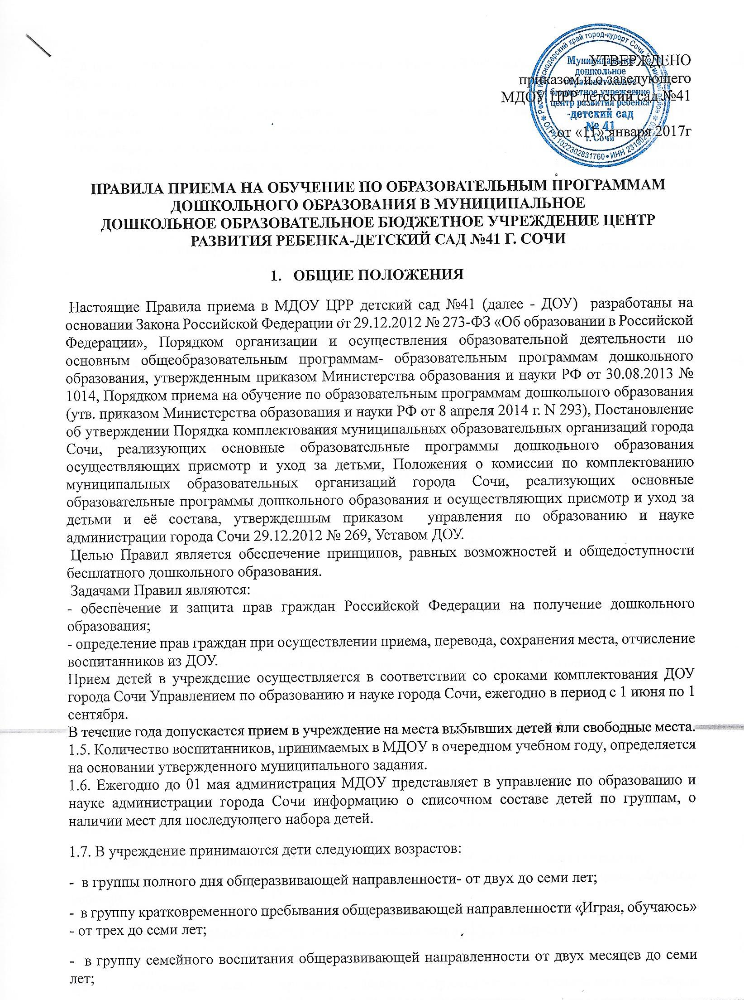 УТВЕРЖДЕНО
приказом и о заведующего
МДОУ ЦРР детский сад №41
от «11» января 2017г
Муниципальное
дошкольное
образовательное
бюджетное учреждение
центр развития ребенка
-детский сад
№ 41
г. Сочи
Краснодарский край город-курорт Сочи
ОГРН 1022302831760 • ИНН
ПРАВИЛА ПРИЕМА НА ОБУЧЕНИЕ ПО ОБРАЗОВАТЕЛЬНЫМ ПРОГРАММАМ
ДОШКОЛЬНОГО ОБРАЗОВАНИЯ В МУНИЦИПАЛЬНОЕ
ДОШКОЛЬНОЕ ОБРАЗОВАТЕЛЬНОЕ БЮДЖЕТНОЕ УЧРЕЖДЕНИЕ ЦЕНТР
РАЗВИТИЯ РЕБЕНКА-ДЕТСКИЙ САД №41 Г. СОЧИ
1. ОБЩИЕ ПОЛОЖЕНИЯ
Настоящие Правила приема в МДОУ ЦРР детский сад №41 (далее - ДОУ) разработаны на
основании Закона Российской Федерации от 29.12.2012 № 273-ФЗ «Об образовании в Российской
Федерации», Порядком организации и осуществления образовательной деятельности по
основным общеобразовательным программам- образовательным программам дошкольного
образования, утвержденным приказом Министерства образования и науки РФ от 30.08.2013 №
1014, Порядком приема на обучение по образовательным программам дошкольного образования
(утв. приказом Министерства образования и науки РФ от 8 апреля 2014 г. N 293), Постановление
об утверждении Порядка комплектования муниципальных образовательных организаций города
Сочи, реализующих основные образовательные программы дошкольного образования
осуществляющих присмотр и уход за детьми, Положения о комиссии по комплектованию
муниципальных образовательных организаций города Сочи, реализующих основные
образовательные программы дошкольного образования и осуществляющих присмотр и уход за
детьми и её состава, утвержденным приказом управления по образованию и науке
администрации города Сочи 29.12.2012 № 269, Уставом ДОУ.
Целью Правил является обеспечение принципов, равных возможностей и общедоступности
бесплатного дошкольного образования.
Задачами Правил являются:
- обеспечение и защита прав граждан Российской Федерации на получение дошкольного
образования;
- определение прав граждан при осуществлении приема, перевода, сохранения места, отчисление
воспитанников из ДОУ.
Прием детей в учреждение осуществляется в соответствии со сроками комплектования ДОУ
города Сочи Управлением по образованию и науке города Сочи, ежегодно в период с 1 июня по 1
сентября.
В течение года допускается прием в учреждение на места выбывших детей или свободные места.
1.5. Количество воспитанников, принимаемых в МДОУ в очередном учебном году, определяется
на основании утвержденного муниципального задания.
1.6. Ежегодно до 01 мая администрация МДОУ представляет в управление по образованию и
науке администрации города Сочи информацию о списочном составе детей по группам, о
наличии мест для последующего набора детей.
1.7. В учреждение принимаются дети следующих возрастов:
- в группы полного дня общеразвивающей направленности- от двух до семи лет;
- в группу кратковременного пребывания общеразвивающей направленности «Играя, обучаюсь»
- от трех до семи лет;
- в группу семейного воспитания общеразвивающей направленности от двух месяцев до семи
лет;